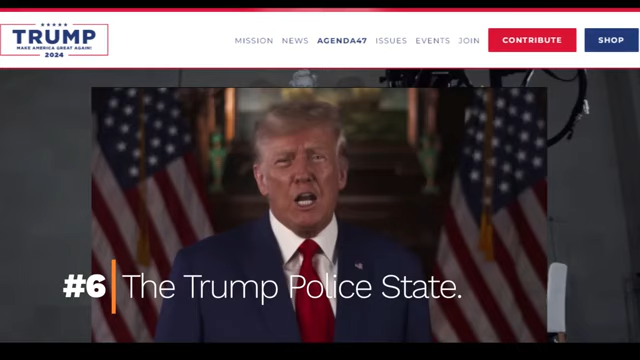 TRUMP
MAKE AMERICA GREAT AGAIN!
2024
MISSION NEWS AGENDA47 ISSUES EVENTS JOIN CONTRIBUTE SHOP
#6 The Trump Police State.